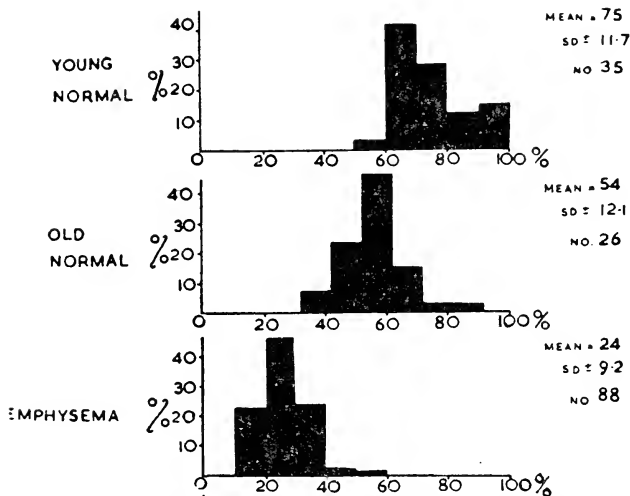 40
30
20
10
YOUNG
NORMAL %
0 20 40 60 80 100 %
MEAN = 75
SD ± 11·7
NO 35
40
30
20
10
OLD
NORMAL %
0 20 40 60 80 100 %
MEAN = 54
SD ± 12·1
NO. 26
40
30
20
10
EMPHYSEMA %
0 20 40 60 80 100 %
MEAN = 24
SD ± 9·2
NO 88